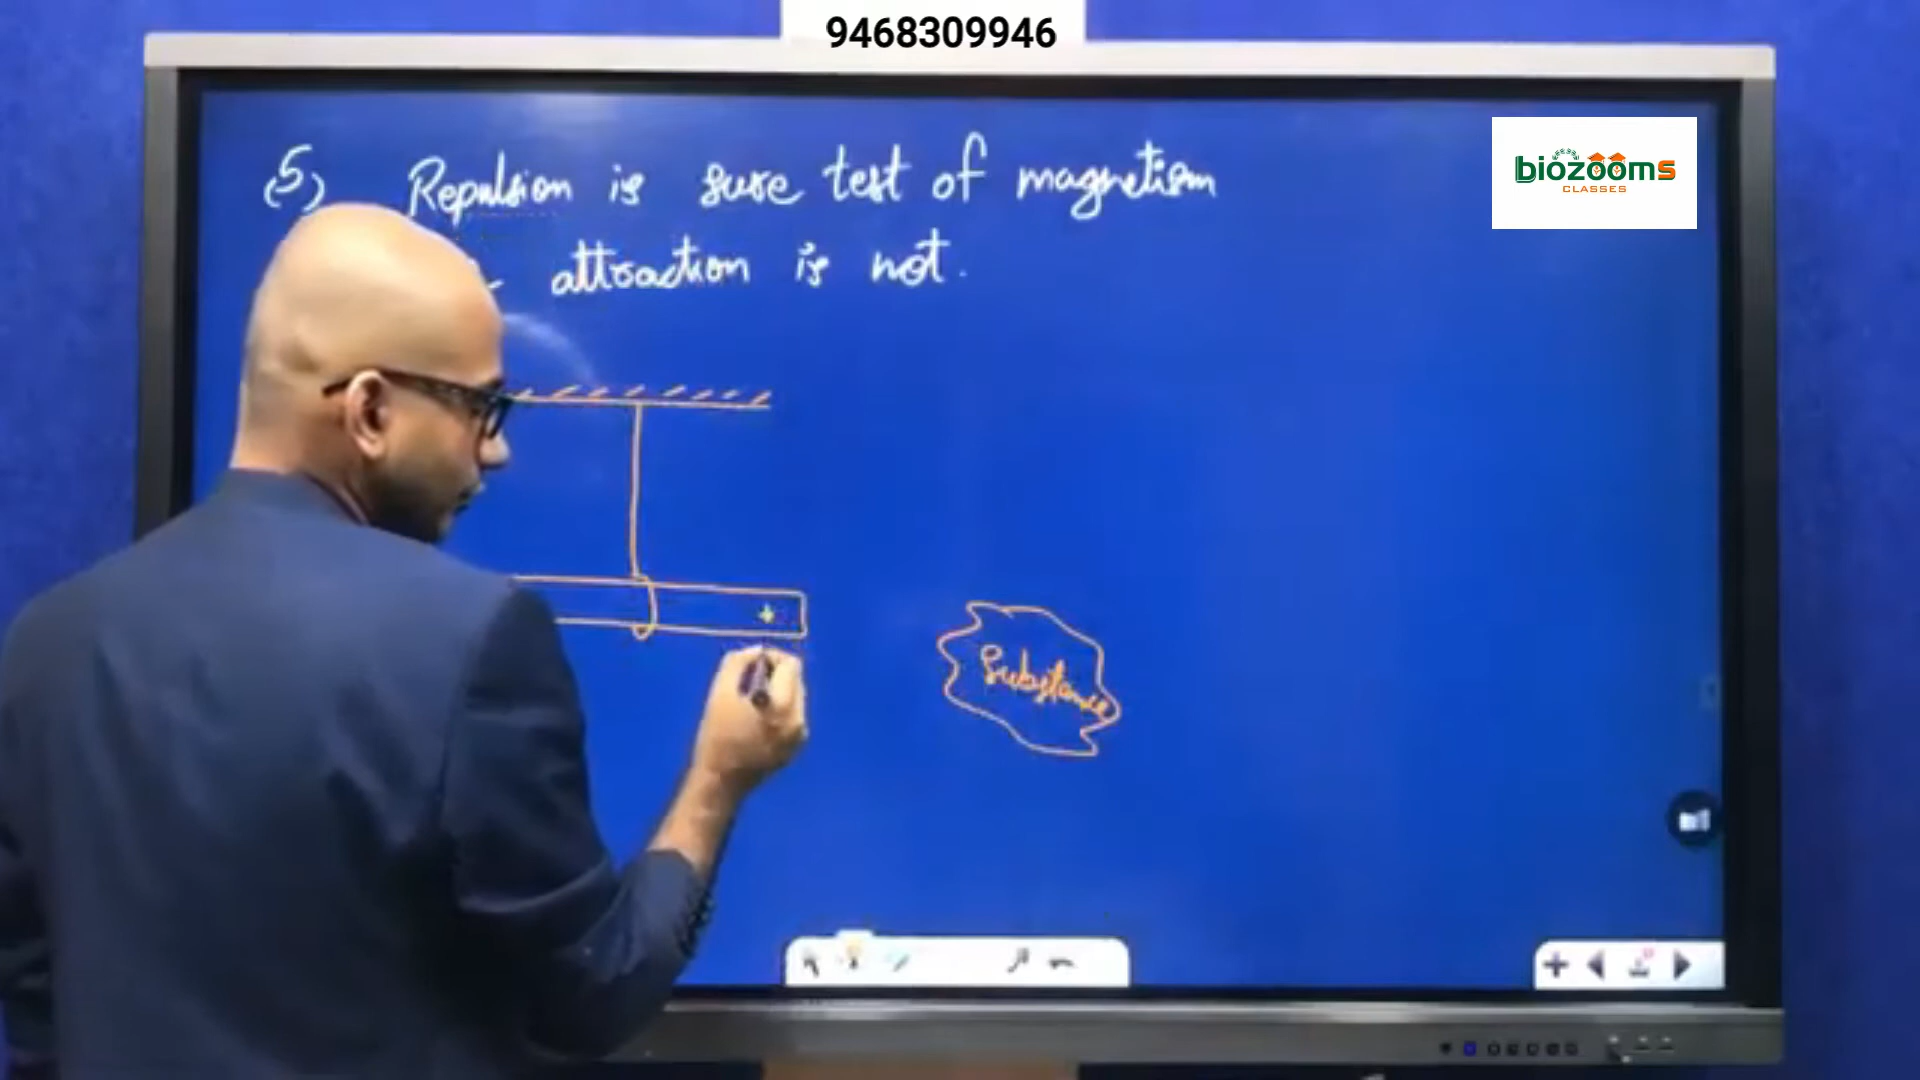 9468309946
(5) Repulsion is sure test of magnetism
attraction is not.
biozooms
CLASSES
+
Substance